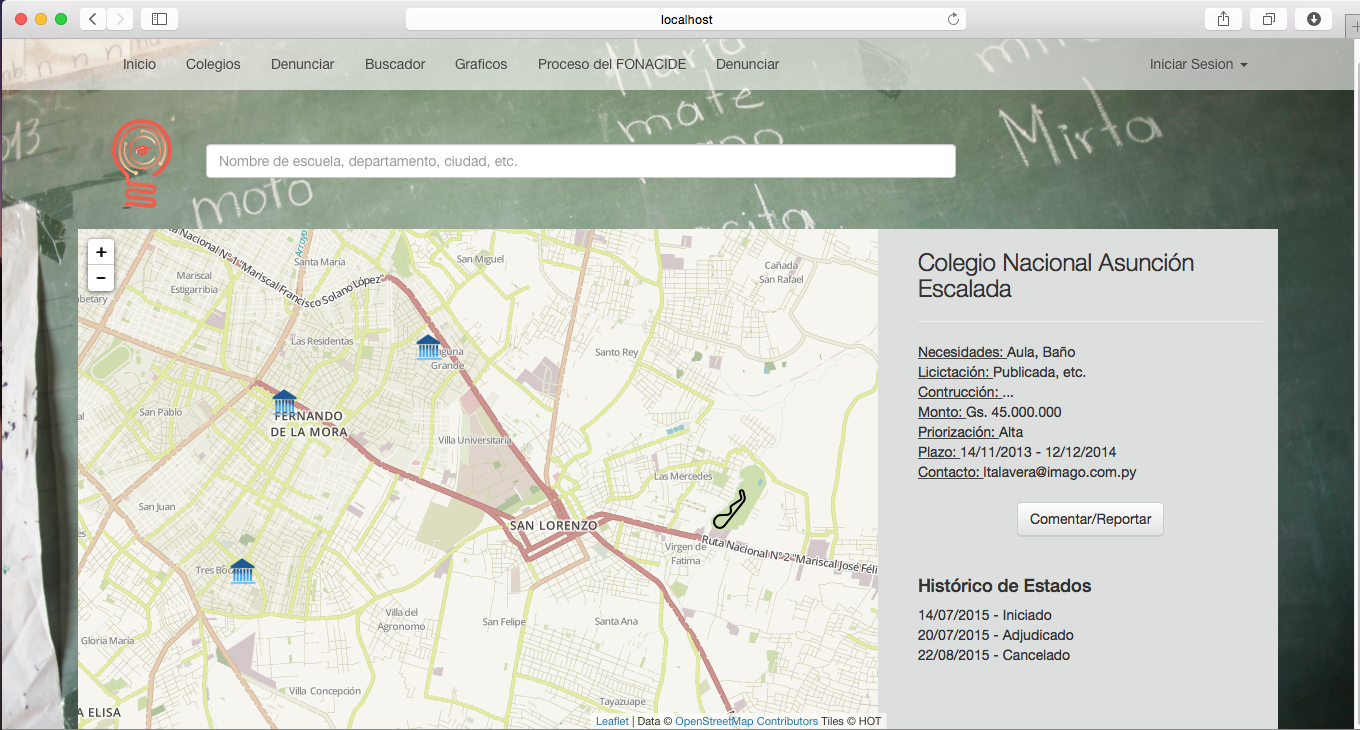 localhost
Inicio Colegios Denunciar Buscador Graficos Proceso del FONACIDE Denunciar Iniciar Sesion
Maria
mate
Mirta
2013
moto
Nombre de escuela, departamento, ciudad, etc.
+
−
Nacional Nº 1 "Mariscal Francisco Solano López"
Arroyo
Santa María
San Miguel
Cañada
San Rafael
Mariscal
Estigarribia
Las Residentas
Laguna
Grande
Santo Rey
San Pablo
FERNANDO
DE LA MORA
Villa Universitaria
Las Mercedes
San Juan
SAN LORENZO
Ruta Nacional Nº 2 "Mariscal José Féli
Virgen de
Fatima
Tres Bo
Villa del
Agronomo
San Felipe
Santa Ana
Gloria María
Villa Concepción
Tayazuape
A ELISA
Leaflet | Data © OpenStreetMap Contributors Tiles © HOT
Colegio Nacional Asunción
Escalada
Necesidades: Aula, Baño
Licictación: Publicada, etc.
Contrucción: ...
Monto: Gs. 45.000.000
Priorización: Alta
Plazo: 14/11/2013 - 12/12/2014
Contacto: ltalavera@imago.com.py
Comentar/Reportar
Histórico de Estados
14/07/2015 - Iniciado
20/07/2015 - Adjudicado
22/08/2015 - Cancelado